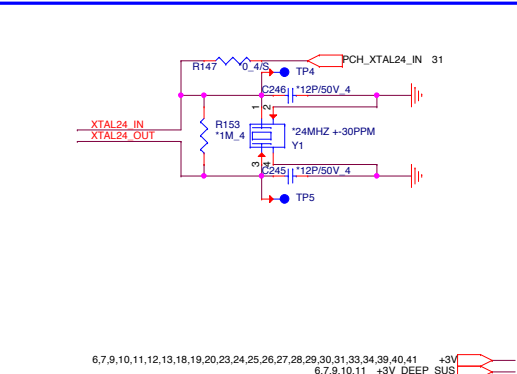 PCH_XTAL24_IN 31
R147 0_4/S
TP4
C246 *12P/50V_4
1 2
XTAL24_IN
XTAL24_OUT
R153
*1M_4
*24MHZ +-30PPM
Y1
3 4
C245 *12P/50V_4
TP5
6,7,9,10,11,12,13,18,19,20,23,24,25,26,27,28,29,30,31,33,34,39,40,41 +3V
6,7,9,10,11 +3V_DEEP_SUS